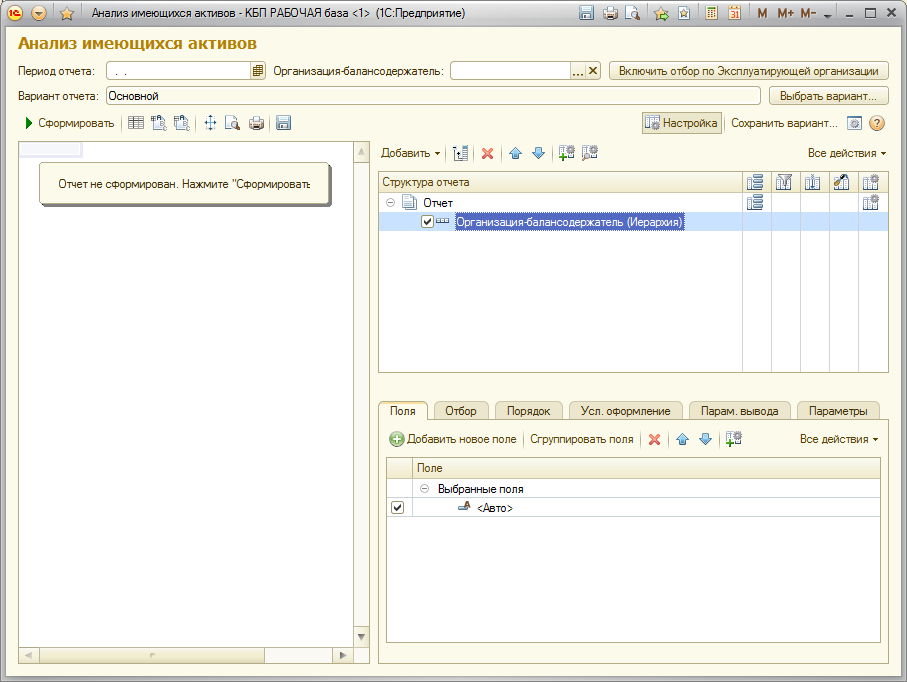 Анализ имеющихся активов - КБП РАБОЧАЯ база <1> (1С:Предприятие)
M M+ M-
Анализ имеющихся активов
Период отчета: . . Организация-балансодержатель: ... Включить отбор по Эксплуатирующей организации
Вариант отчета: Основной Выбрать вариант...
Сформировать Настройка Сохранить вариант...
Отчет не сформирован. Нажмите "Сформировать
Добавить Все действия
Структура отчета
Отчет
Организация-балансодержатель (Иерархия)
Поля Отбор Порядок Усл. оформление Парам. вывода Параметры
Добавить новое поле Сгруппировать поля Все действия
Поле
Выбранные поля
<Авто>